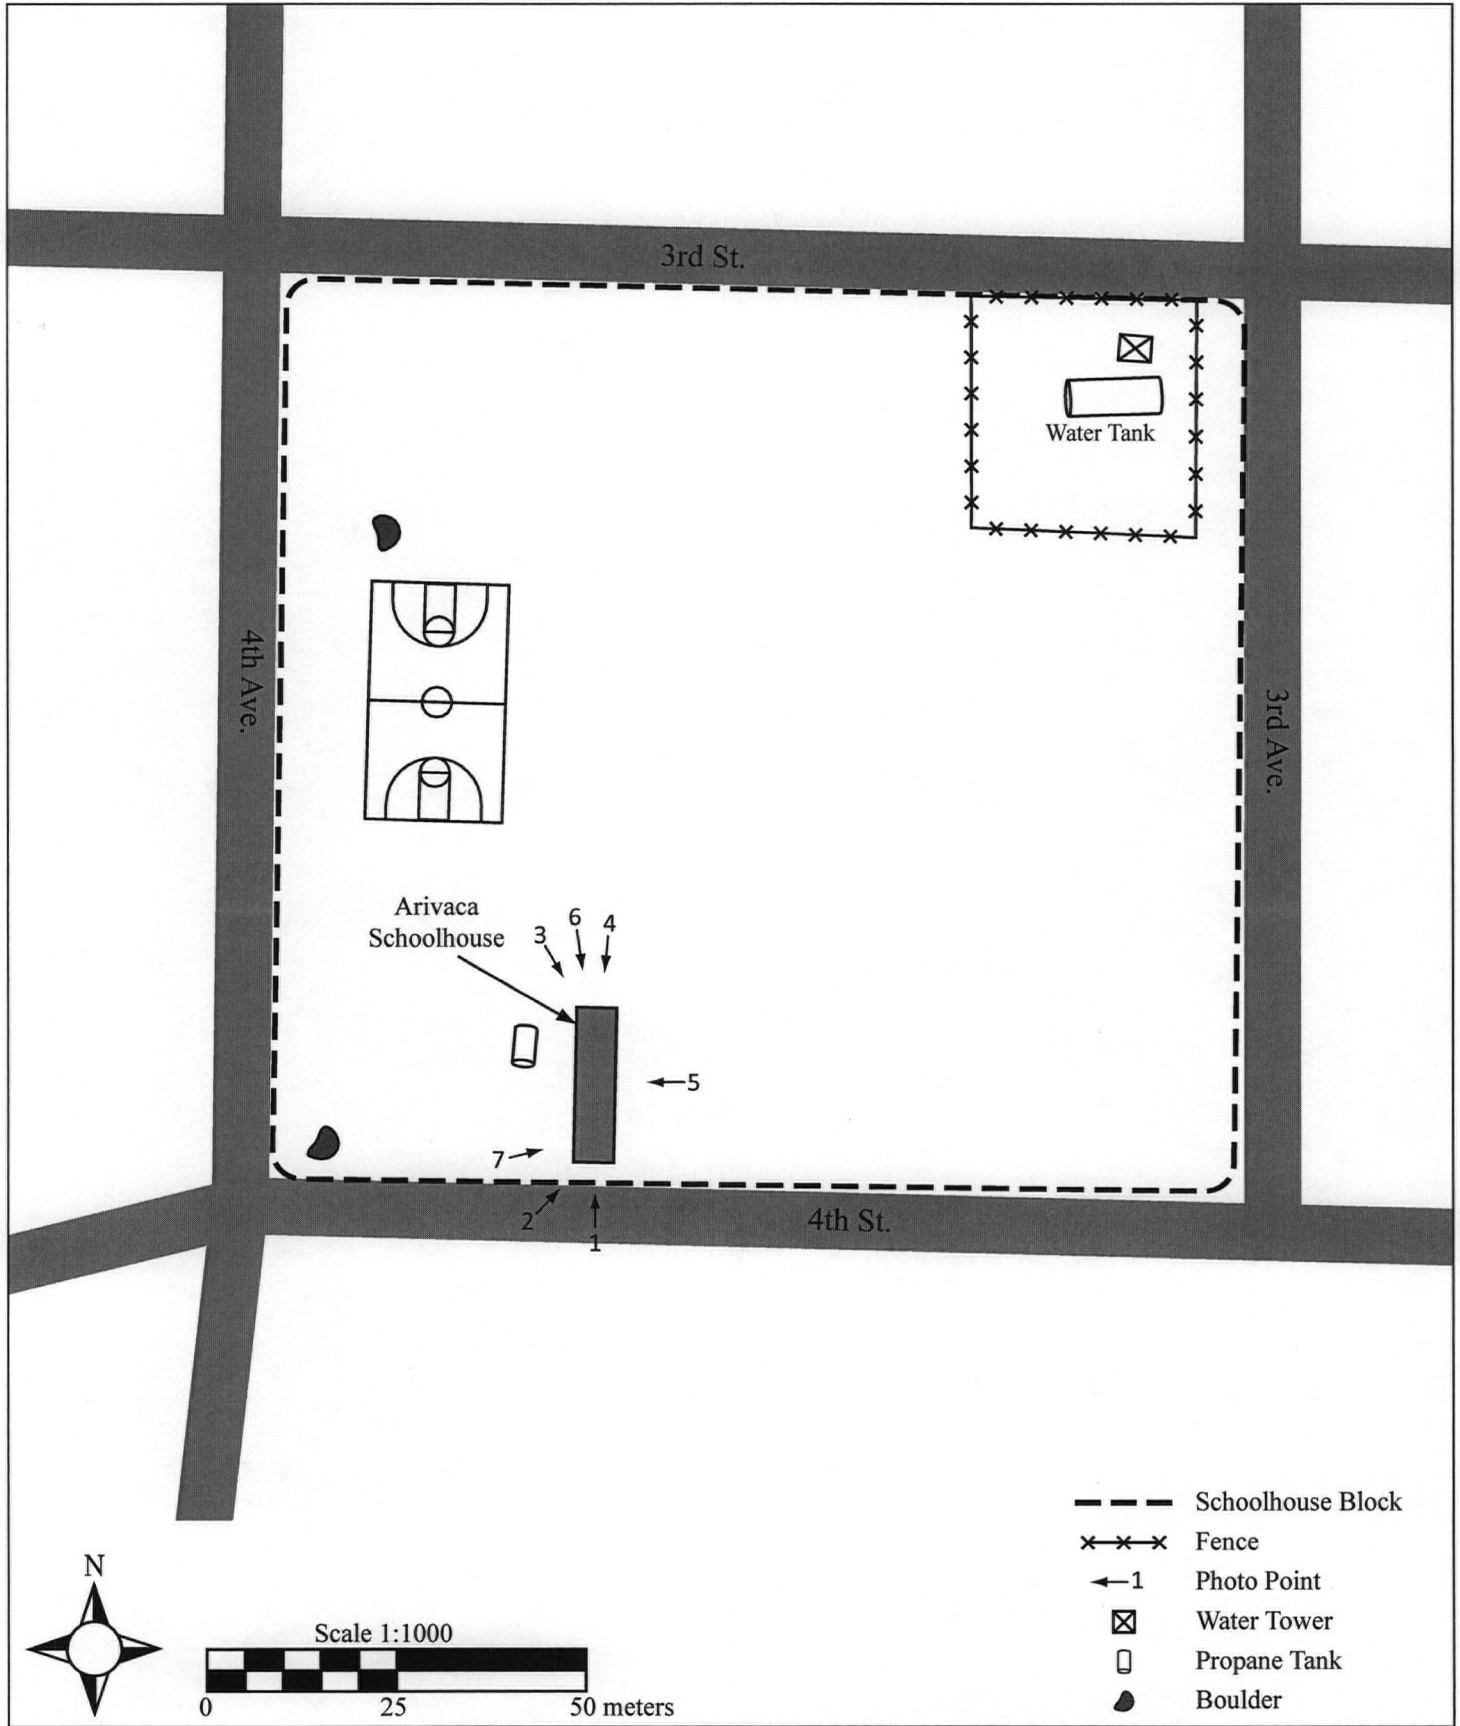 3rd St.
Water Tank
4th Ave.
3rd Ave.
Arivaca
Schoolhouse
3
6
4
5
7
2
1
4th St.
Schoolhouse Block
Fence
1 Photo Point
Water Tower
Propane Tank
Boulder
N
Scale 1:1000
0 25 50 meters